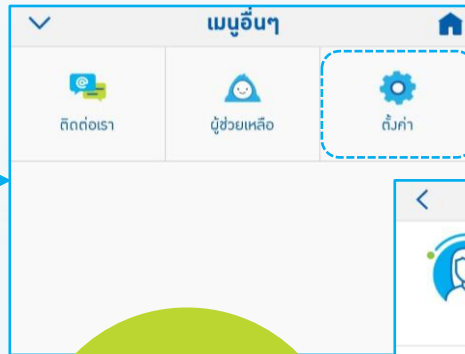 เมนูอื่นๆ
ติดต่อเรา
ผู้ช่วยเหลือ
ตั้งค่า